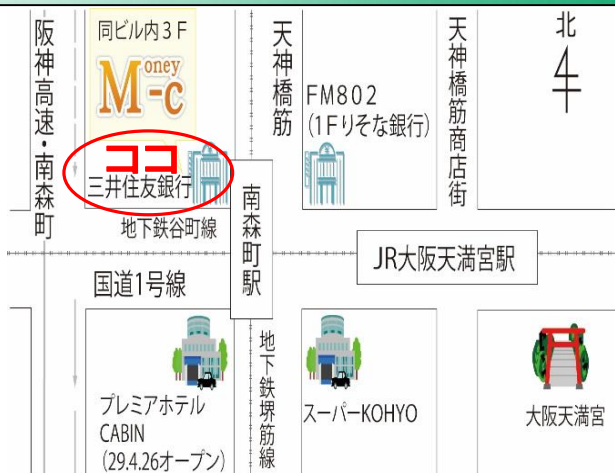 阪神高速・南森町
同ビル内3F
Money-c
ココ
三井住友銀行
天神橋筋
FM802
(1Fりそな銀行)
天神橋筋商店街
北
地下鉄谷町線
南森町駅
JR大阪天満宮駅
国道1号線
地下鉄堺筋線
プレミアホテル
CABIN
(29.4.26オープン)
スーパーKOHYO
大阪天満宮